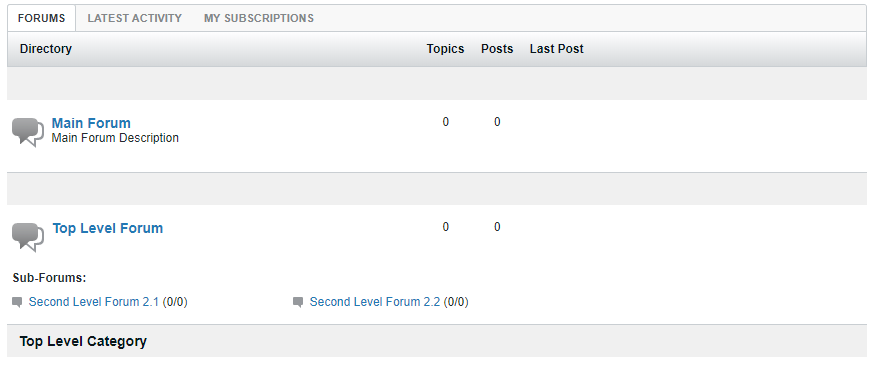 FORUMS LATEST ACTIVITY MY SUBSCRIPTIONS
Directory Topics Posts Last Post
Main Forum 0 0
Main Forum Description
Top Level Forum 0 0
Sub-Forums:
Second Level Forum 2.1 (0/0) Second Level Forum 2.2 (0/0)
Top Level Category